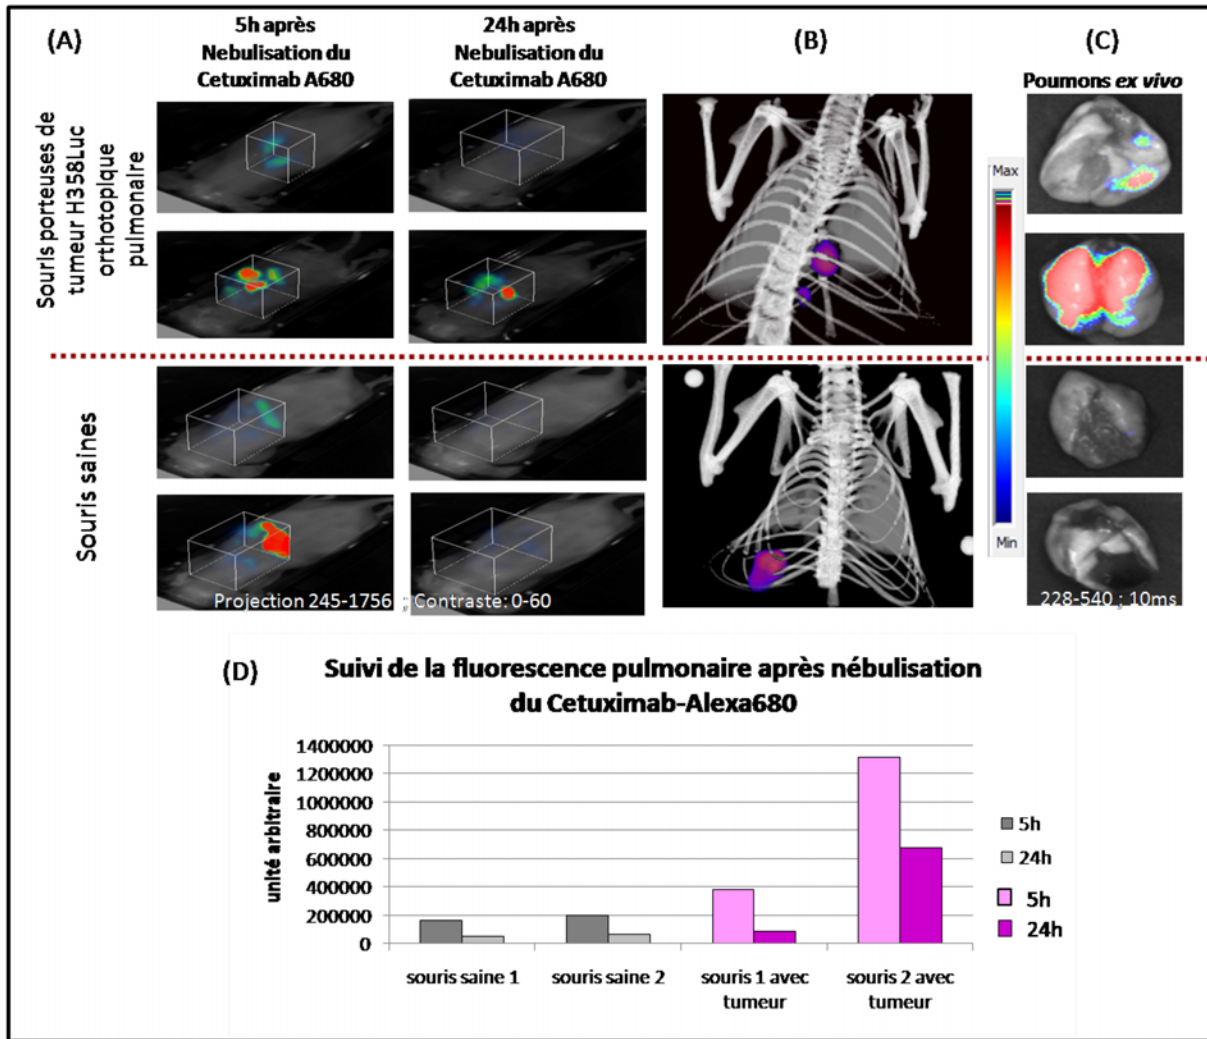 (A)
5h après
Nebulisation du
Cetuximab A680
24h après
Nebulisation du
Cetuximab A680
(B)
(C)
Poumons ex vivo
Souris porteuses de
tumeur H358Luc
orthotopique
pulmonaire
Max
Min
Souris saines
Projection 245-1756 ; Contraste: 0-60
228-540 ; 10ms
(D)
Suivi de la fluorescence pulmonaire après nébulisation
du Cetuximab-Alexa680
unité arbitraire
1400000
1200000
1000000
800000
600000
400000
200000
0
souris saine 1
souris saine 2
souris 1 avec
tumeur
souris 2 avec
tumeur
5h
24h
5h
24h